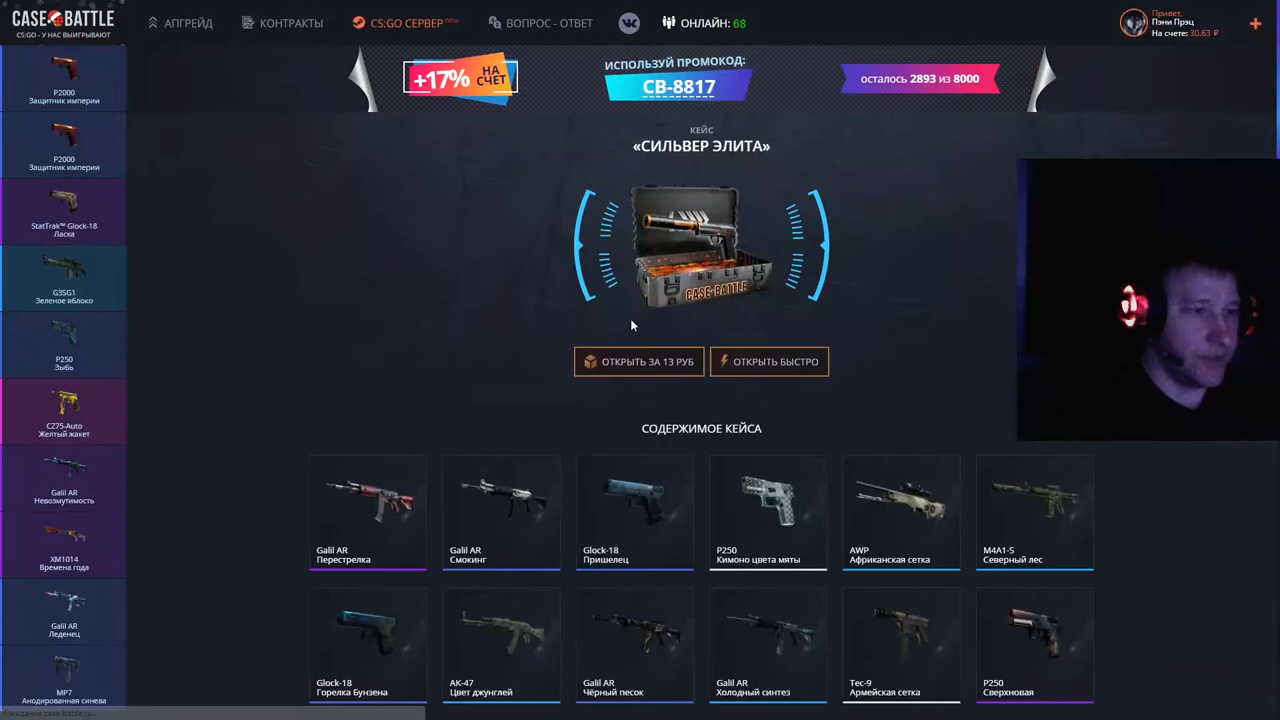 CASE BATTLE
CS:GO - У НАС ВЫИГРЫВАЮТ
АПГРЕЙД
КОНТРАКТЫ
CS:GO СЕРВЕР new
ВОПРОС - ОТВЕТ
ОНЛАЙН: 68
Привет,
Пэни Прэц
На счете: 30.63 ₽
+17%
НА
СЧЕТ
ИСПОЛЬЗУЙ ПРОМОКОД:
CB-8817
осталось 2893 из 8000
P2000
Защитник империи
P2000
Защитник империи
StatTrak™ Glock-18
Ласка
G3SG1
Зеленое яблоко
P250
Зыбь
CZ75-Auto
Желтый жакет
Galil AR
Невозмутимость
XM1014
Времена года
Galil AR
Леденец
MP7
Анодированная синева
КЕЙС
«СИЛЬВЕР ЭЛИТА»
CASE-BATTLE
ОТКРЫТЬ ЗА 13 РУБ
ОТКРЫТЬ БЫСТРО
СОДЕРЖИМОЕ КЕЙСА
Galil AR
Перестрелка
Galil AR
Смокинг
Glock-18
Пришелец
P250
Кимоно цвета мяты
AWP
Африканская сетка
M4A1-S
Северный лес
Glock-18
Горелка Бунзена
AK-47
Цвет джунглей
Galil AR
Чёрный песок
Galil AR
Холодный синтез
Tec-9
Армейская сетка
P250
Сверхновая
Ожидание case-battle.ru...